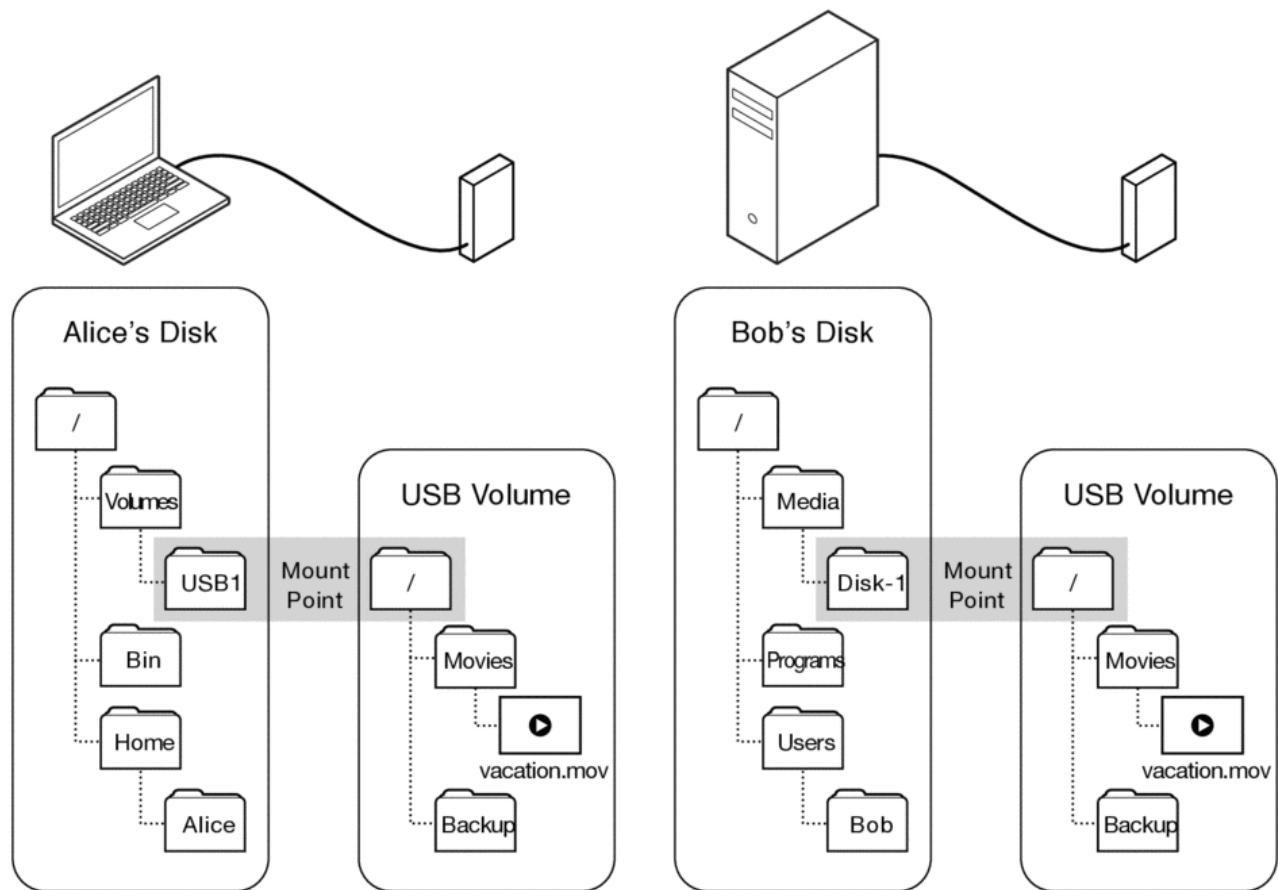 Alice's Disk
/
Volumes
USB1
Bin
Home
Alice
Mount
Point
USB Volume
/
Movies
vacation.mov
Backup
Bob's Disk
/
Media
Disk-1
Programs
Users
Bob
Mount
Point
USB Volume
/
Movies
vacation.mov
Backup